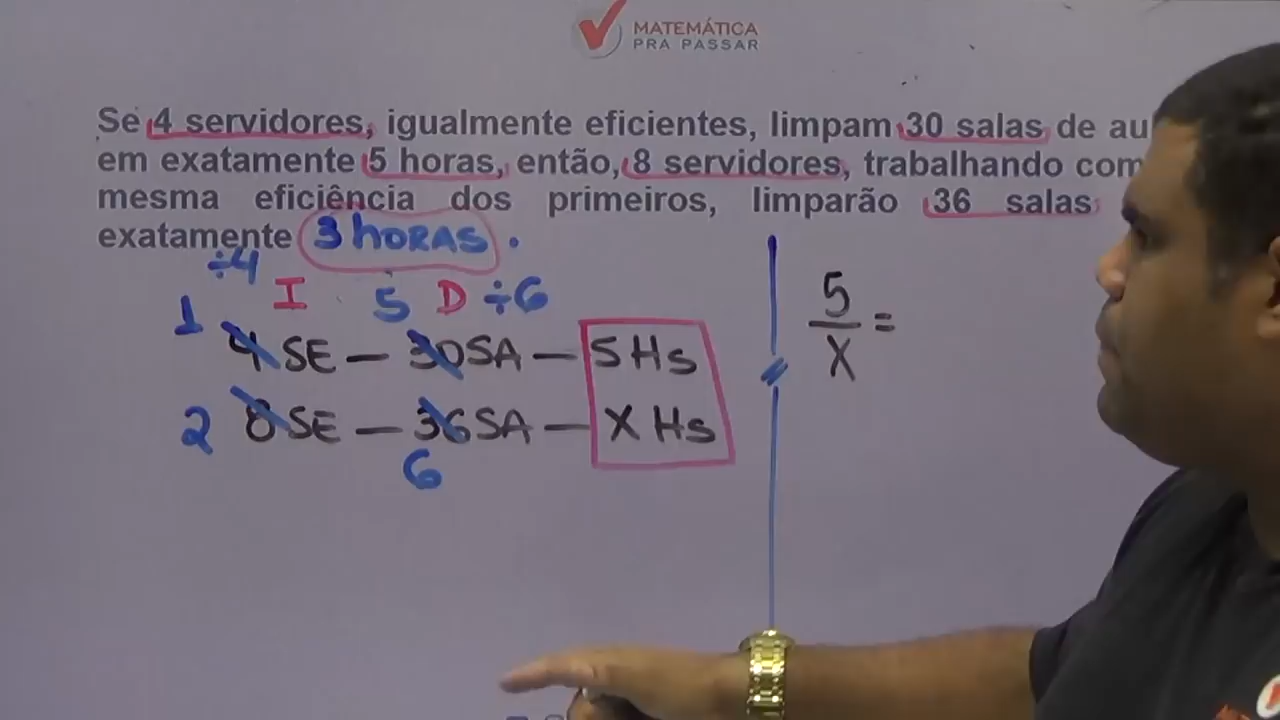 MATEMÁTICA
PRA PASSAR
Se 4 servidores, igualmente eficientes, limpam 30 salas de au
em exatamente 5 horas, então, 8 servidores, trabalhando com
mesma eficiência dos primeiros, limparão 36 salas
exatamente 3 HORAS.
÷4 I 5 D ÷6
1 4 SE — 30 SA — 5 Hs
2 8 SE — 36 SA — X Hs
6
5
X =